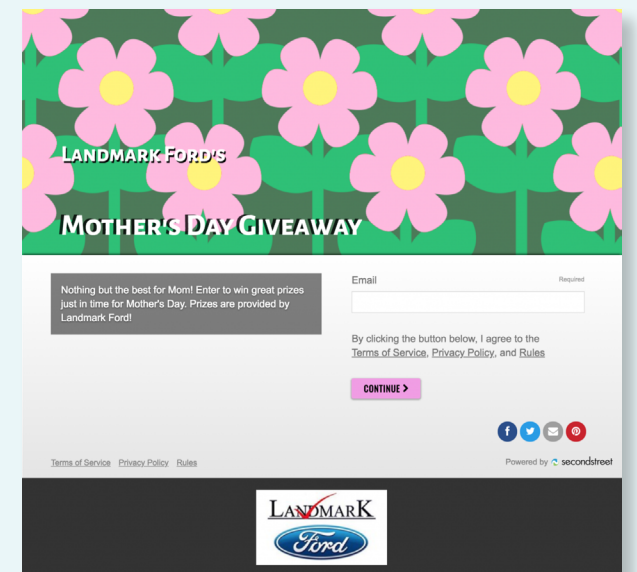 LANDMARK FORD'S
MOTHER'S DAY GIVEAWAY
Nothing but the best for Mom! Enter to win great prizes
just in time for Mother's Day. Prizes are provided by
Landmark Ford!
Email
Required
By clicking the button below, I agree to the
Terms of Service, Privacy Policy, and Rules
CONTINUE >
Terms of Service Privacy Policy Rules
Powered by secondstreet
LANDMARK
Ford